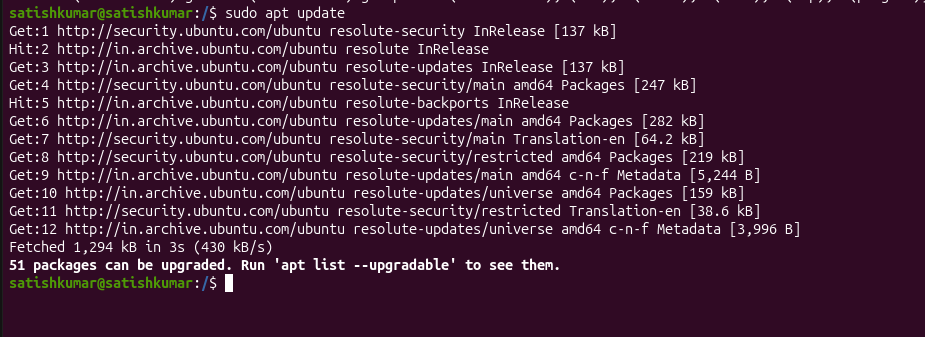 satishkumar@satishkumar:/$ sudo apt update
Get:1 http://security.ubuntu.com/ubuntu resolute-security InRelease [137 kB]
Hit:2 http://in.archive.ubuntu.com/ubuntu resolute InRelease
Get:3 http://in.archive.ubuntu.com/ubuntu resolute-updates InRelease [137 kB]
Get:4 http://security.ubuntu.com/ubuntu resolute-security/main amd64 Packages [247 kB]
Hit:5 http://in.archive.ubuntu.com/ubuntu resolute-backports InRelease
Get:6 http://in.archive.ubuntu.com/ubuntu resolute-updates/main amd64 Packages [282 kB]
Get:7 http://security.ubuntu.com/ubuntu resolute-security/main Translation-en [64.2 kB]
Get:8 http://security.ubuntu.com/ubuntu resolute-security/restricted amd64 Packages [219 kB]
Get:9 http://in.archive.ubuntu.com/ubuntu resolute-updates/main amd64 c-n-f Metadata [5,244 B]
Get:10 http://in.archive.ubuntu.com/ubuntu resolute-updates/universe amd64 Packages [159 kB]
Get:11 http://security.ubuntu.com/ubuntu resolute-security/restricted Translation-en [38.6 kB]
Get:12 http://in.archive.ubuntu.com/ubuntu resolute-updates/universe amd64 c-n-f Metadata [3,996 B]
Fetched 1,294 kB in 3s (430 kB/s)
51 packages can be upgraded. Run 'apt list --upgradable' to see them.
satishkumar@satishkumar:/$